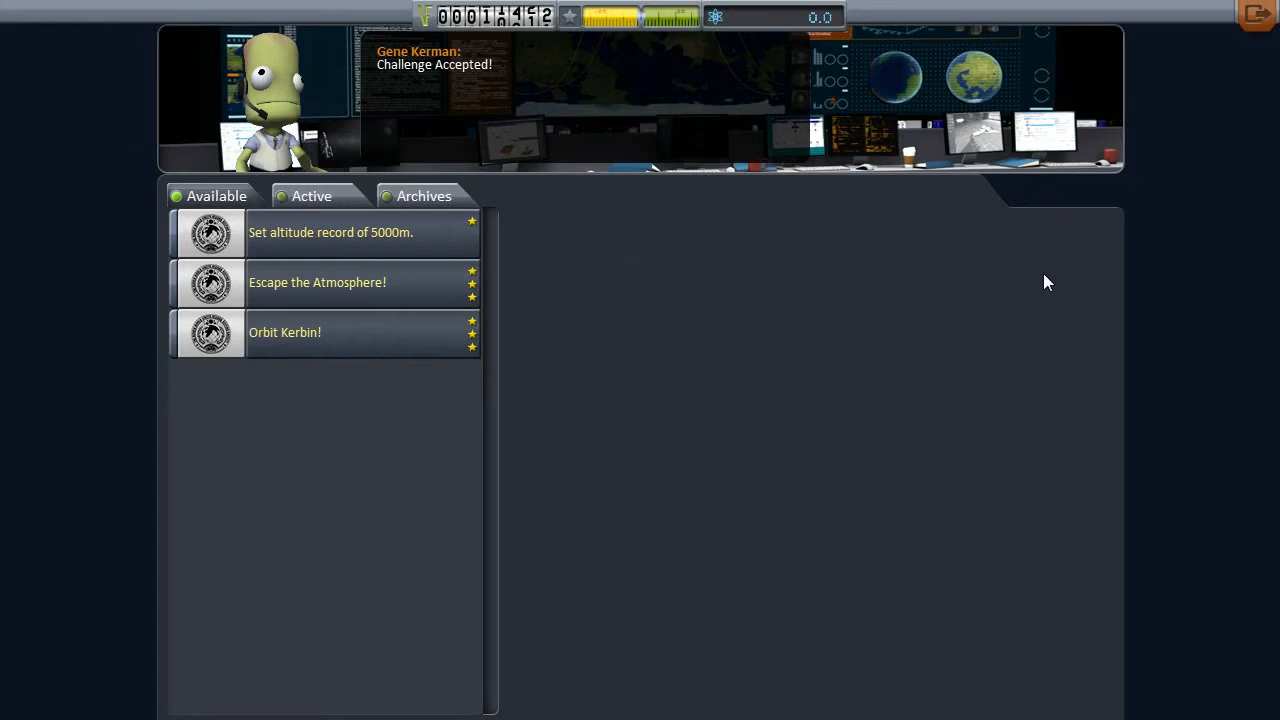 0.0
Gene Kerman:
Challenge Accepted!
Available
Active
Archives
Set altitude record of 5000m.
Escape the Atmosphere!
Orbit Kerbin!